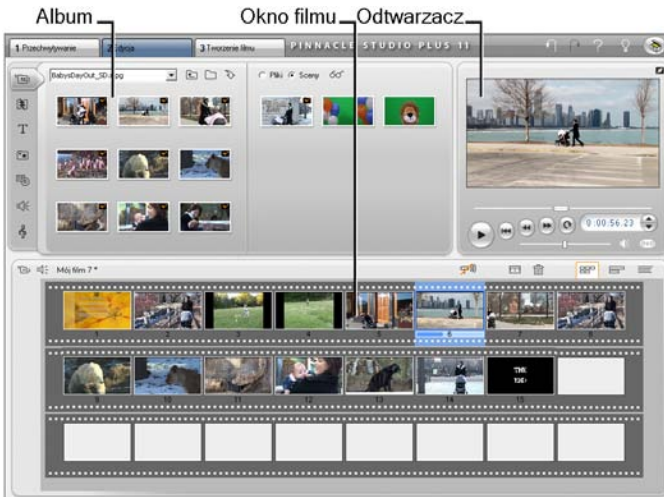 Album Okno filmu Odtwarzacz
1 Przechwytywanie 2 Edycja 3 Tworzenie filmu PINNACLE STUDIO PLUS 11
BabysDayOut_SD.mpg Pliki Sceny
0:00:56.23
Mój film 7 *
1 2 3 4 5 6 7 8
THE
9 10 11 12 13 14 15